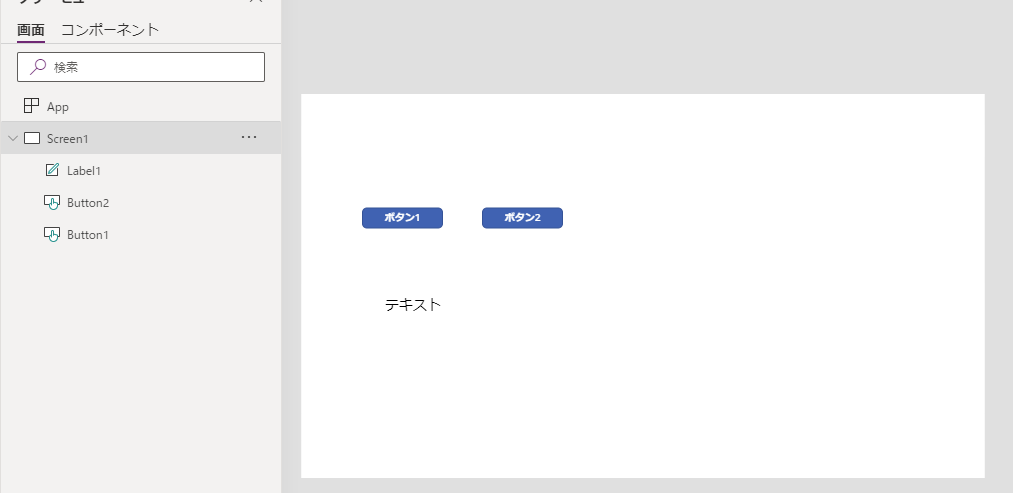 画面 コンポーネント
検索
App
Screen1
Label1
Button2
Button1
ボタン1 ボタン2
テキスト